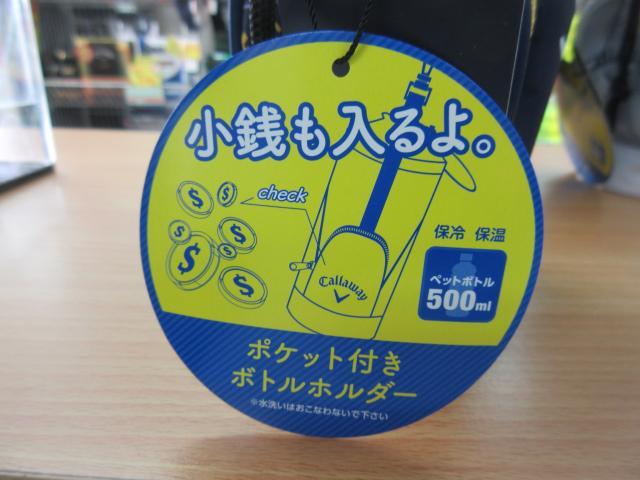 小銭も入るよ。
check
$
$
$
$
$
$
$
Callaway
保冷 保温
ペットボトル
500ml
ポケット付き
ボトルホルダー
※水洗いはおこなわないで下さい